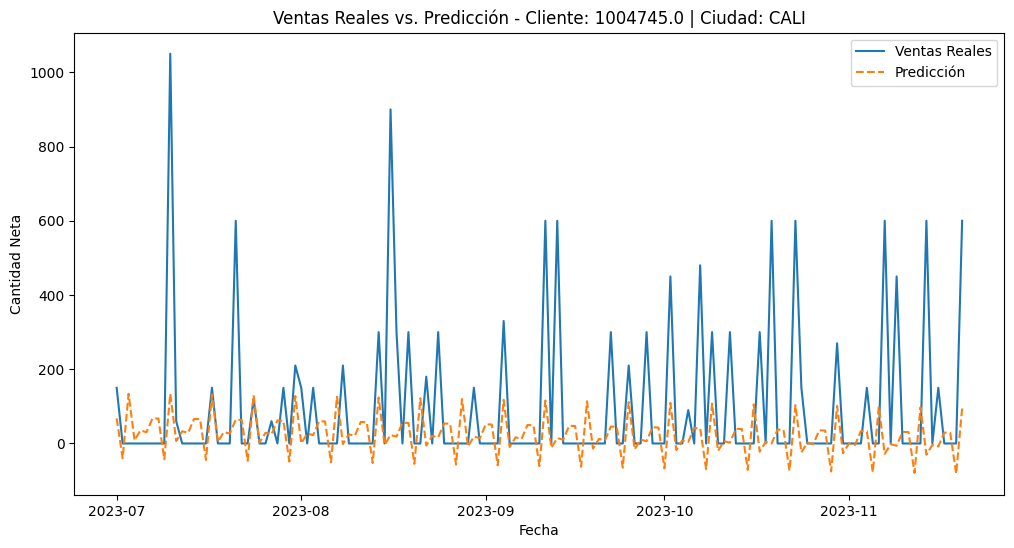 Ventas Reales vs. Predicción - Cliente: 1004745.0 | Ciudad: CALI
Ventas Reales
Predicción
1000
800
600
400
200
0
Cantidad Neta
2023-07
2023-08
2023-09
2023-10
2023-11
Fecha